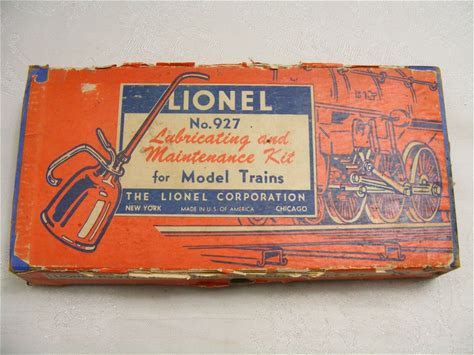 LIONEL
No. 927
Lubricating and
Maintenance Kit
for Model Trains
THE LIONEL CORPORATION
NEW YORK MADE IN U.S. OF AMERICA CHICAGO